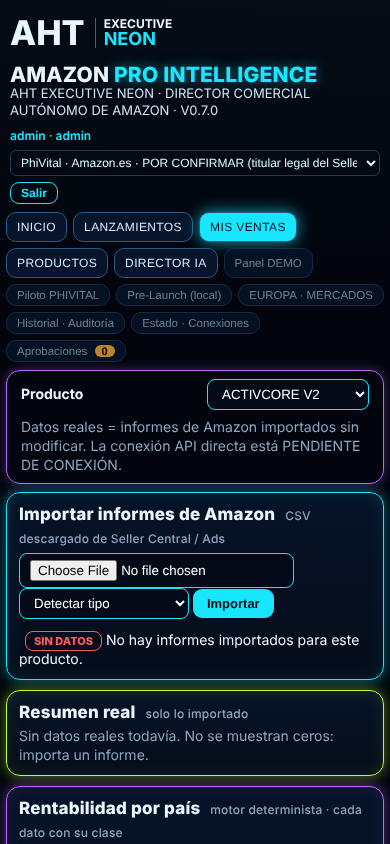 AHT EXECUTIVE
NEON
AMAZON PRO INTELLIGENCE
AHT EXECUTIVE NEON · DIRECTOR COMERCIAL
AUTÓNOMO DE AMAZON · V0.7.0
admin · admin
PhiVital · Amazon.es · POR CONFIRMAR (titular legal del Selle
Salir
INICIO LANZAMIENTOS MIS VENTAS
PRODUCTOS DIRECTOR IA Panel DEMO
Piloto PHIVITAL Pre-Launch (local) EUROPA · MERCADOS
Historial · Auditoría Estado · Conexiones
Aprobaciones 0
Producto ACTIVCORE V2
Datos reales = informes de Amazon importados sin
modificar. La conexión API directa está PENDIENTE
DE CONEXIÓN.
Importar informes de Amazon CSV
descargado de Seller Central / Ads
Choose File No file chosen
Detectar tipo Importar
SIN DATOS No hay informes importados para este
producto.
Resumen real solo lo importado
Sin datos reales todavía. No se muestran ceros:
importa un informe.
Rentabilidad por país motor determinista · cada
dato con su clase